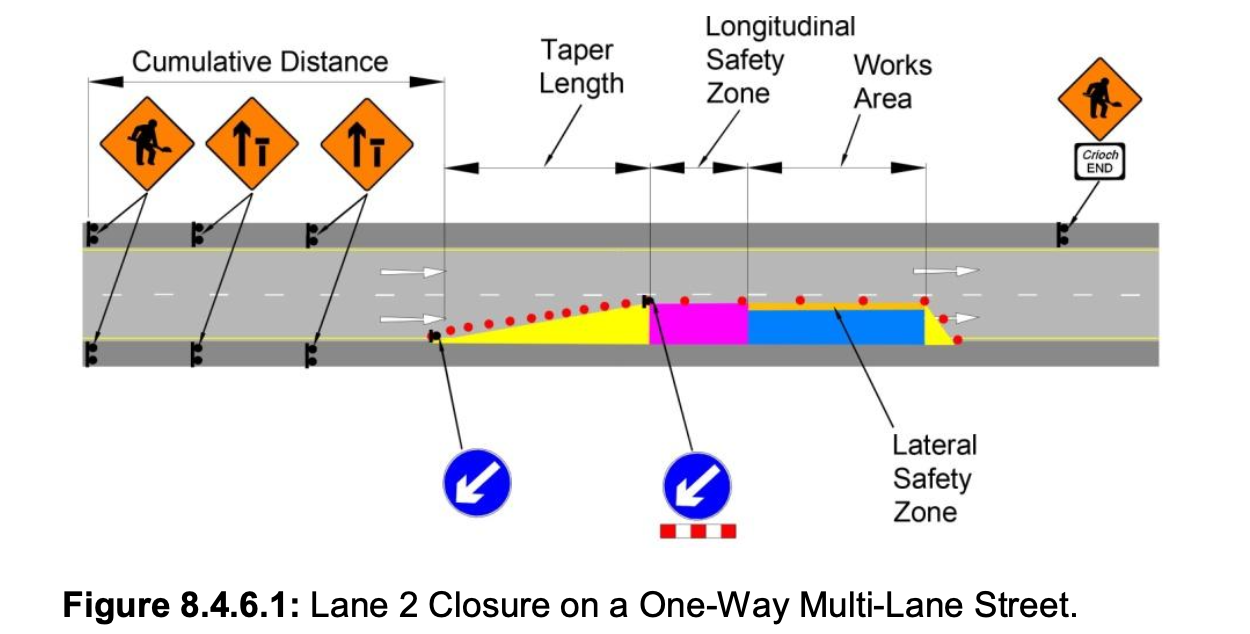 Cumulative Distance
Taper
Length
Longitudinal
Safety
Zone
Works
Area
Crioch
END
Lateral
Safety
Zone
Figure 8.4.6.1: Lane 2 Closure on a One-Way Multi-Lane Street.